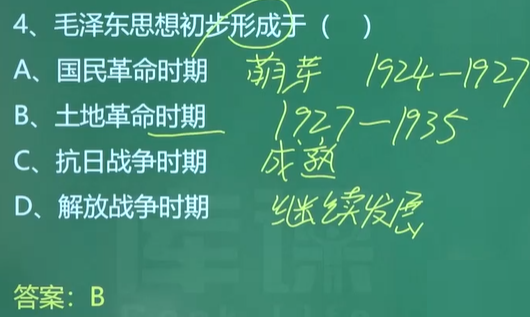 4、毛泽东思想初步形成于（　）
A、国民革命时期 萌芽 1924—1927
B、土地革命时期 1927—1935
C、抗日战争时期 成熟
D、解放战争时期 继续发展
答案：B